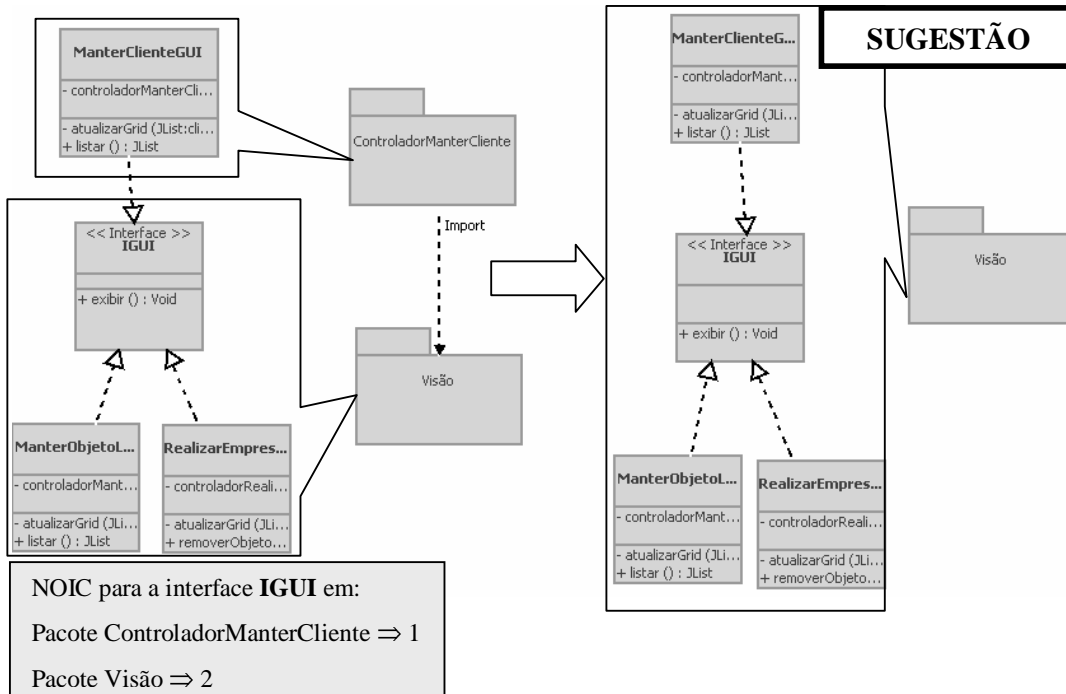 ManterClienteGUI
- controladorManterCli...
- atualizarGrid (JList:cli...
+ listar () : JList
ControladorManterCliente
Import
<< Interface >>
IGUI
+ exibir () : Void
Visão
ManterObjetoL...
- controladorMant...
- atualizarGrid (JLi...
+ listar () : JList
RealizarEmpres...
- controladorReali...
- atualizarGrid (JLi...
+ removerObjeto...
NOIC para a interface IGUI em:
Pacote ControladorManterCliente ⇒ 1
Pacote Visão ⇒ 2
SUGESTÃO
ManterClienteG...
- controladorMant...
- atualizarGrid (JLi...
+ listar () : JList
<< Interface >>
IGUI
+ exibir () : Void
Visão
ManterObjetoL...
- controladorMant...
- atualizarGrid (JLi...
+ listar () : JList
RealizarEmpres...
- controladorReali...
- atualizarGrid (JLi...
+ removerObjeto...